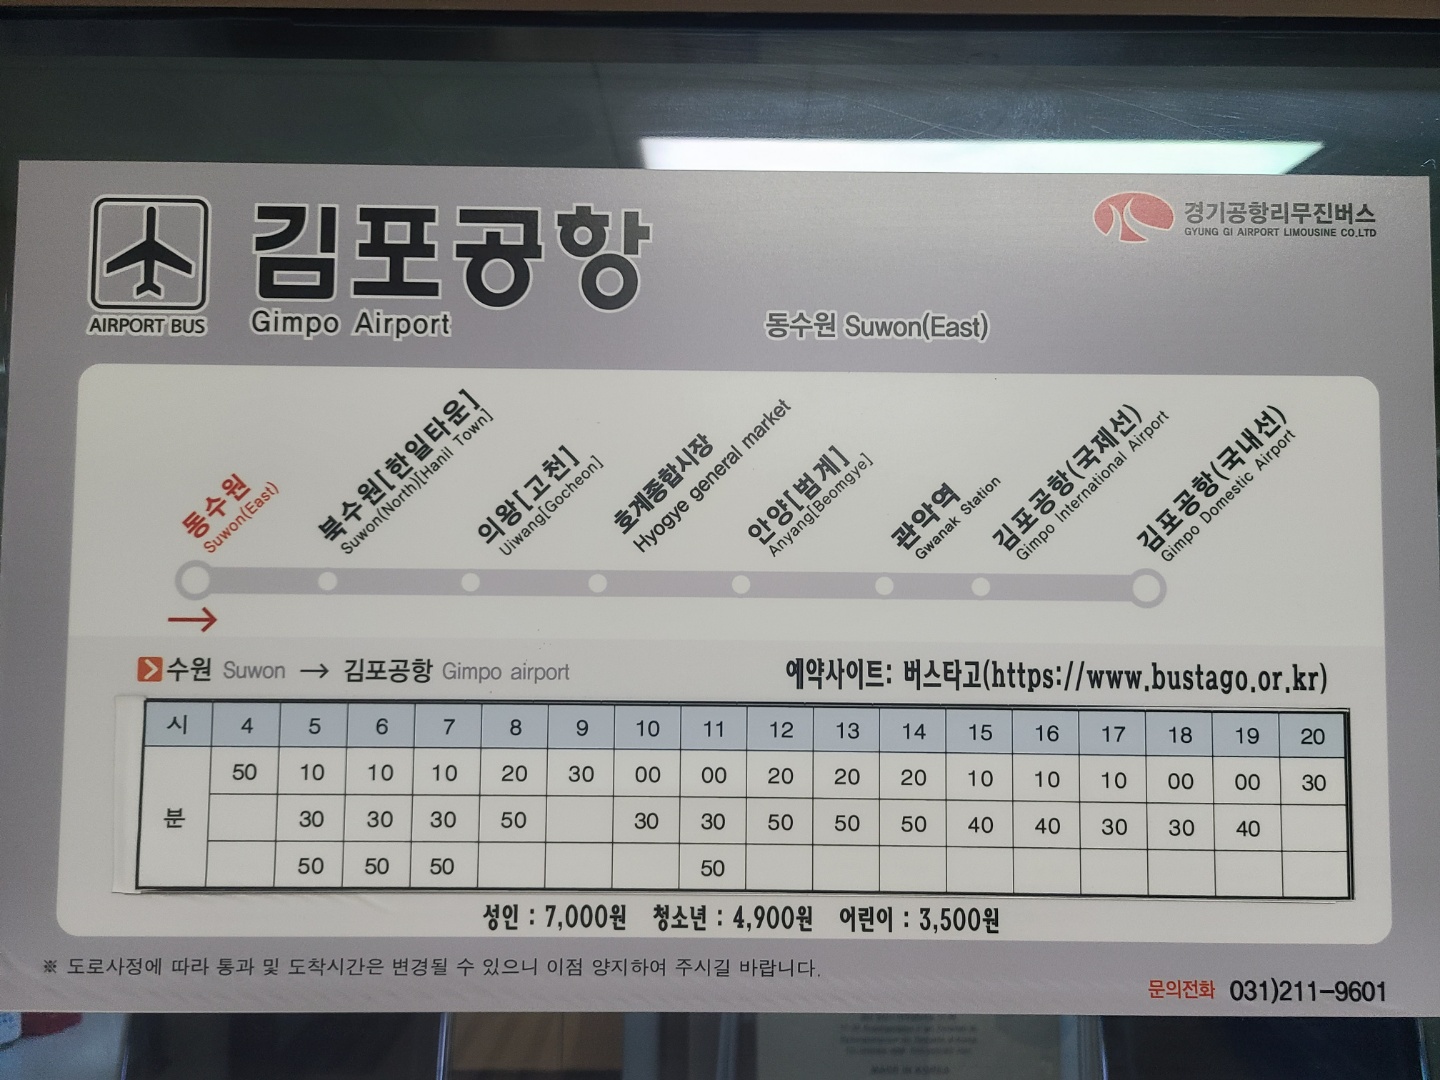 김포공항
Gimpo Airport
AIRPORT BUS
경기공항리무진버스
GYUNG GI AIRPORT LIMOUSINE CO.LTD
동수원 Suwon(East)
동수원
Suwon(East)
북수원[한일타운]
Suwon(North)[Hanil Town]
의왕[고천]
Uiwang[Gocheon]
호계종합시장
Hyogye general market
안양[범계]
Anyang[Beomgye]
관악역
Gwanak Station
김포공항(국제선)
Gimpo International Airport
김포공항(국내선)
Gimpo Domestic Airport
수원 Suwon → 김포공항 Gimpo airport
예약사이트: 버스타고(https://www.bustago.or.kr)
시 4 5 6 7 8 9 10 11 12 13 14 15 16 17 18 19 20
50 10 10 10 20 30 00 00 20 20 20 10 10 10 00 00 30
분 30 30 30 50 30 30 50 50 50 40 40 30 30 40
50 50 50 50
성인 : 7,000원 청소년 : 4,900원 어린이 : 3,500원
※ 도로사정에 따라 통과 및 도착시간은 변경될 수 있으니 이점 양지하여 주시길 바랍니다.
문의전화 031)211-9601